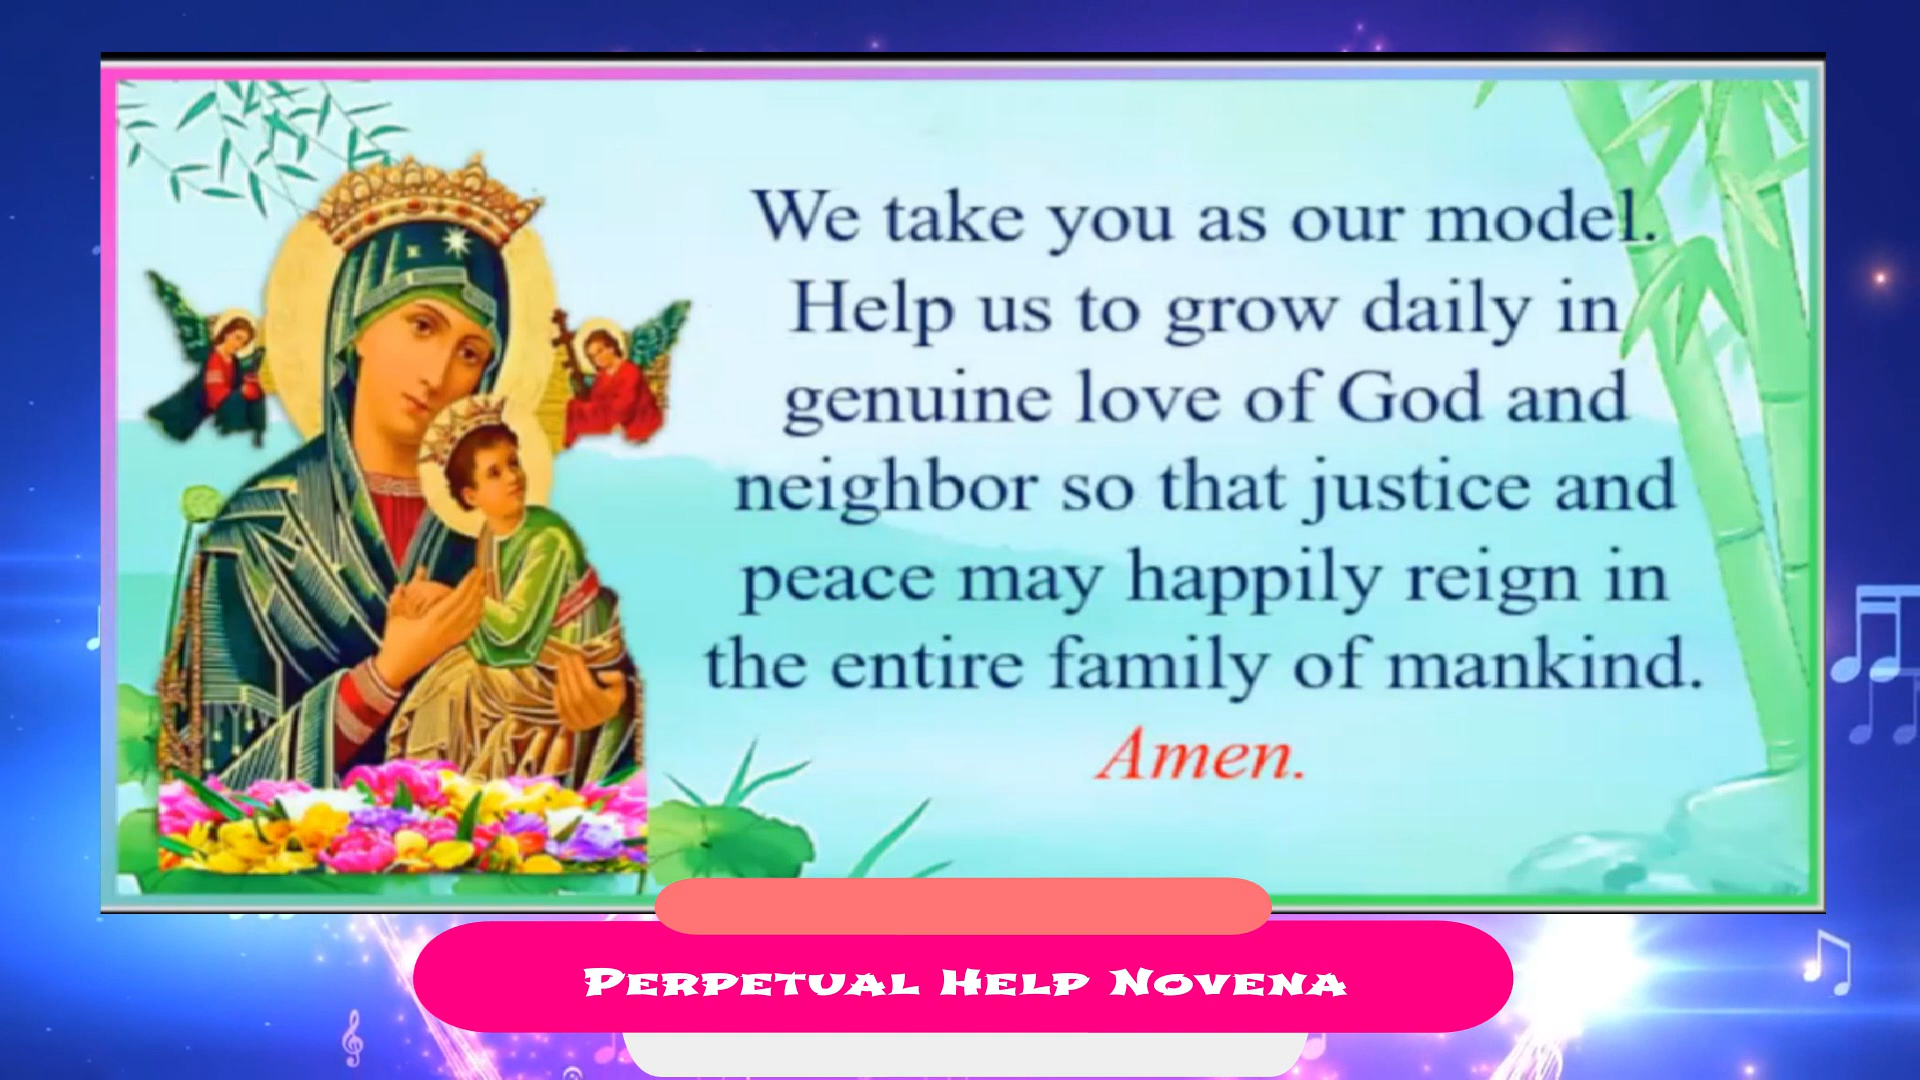 We take you as our model.
Help us to grow daily in
genuine love of God and
neighbor so that justice and
peace may happily reign in
the entire family of mankind.
Amen.
Perpetual Help Novena